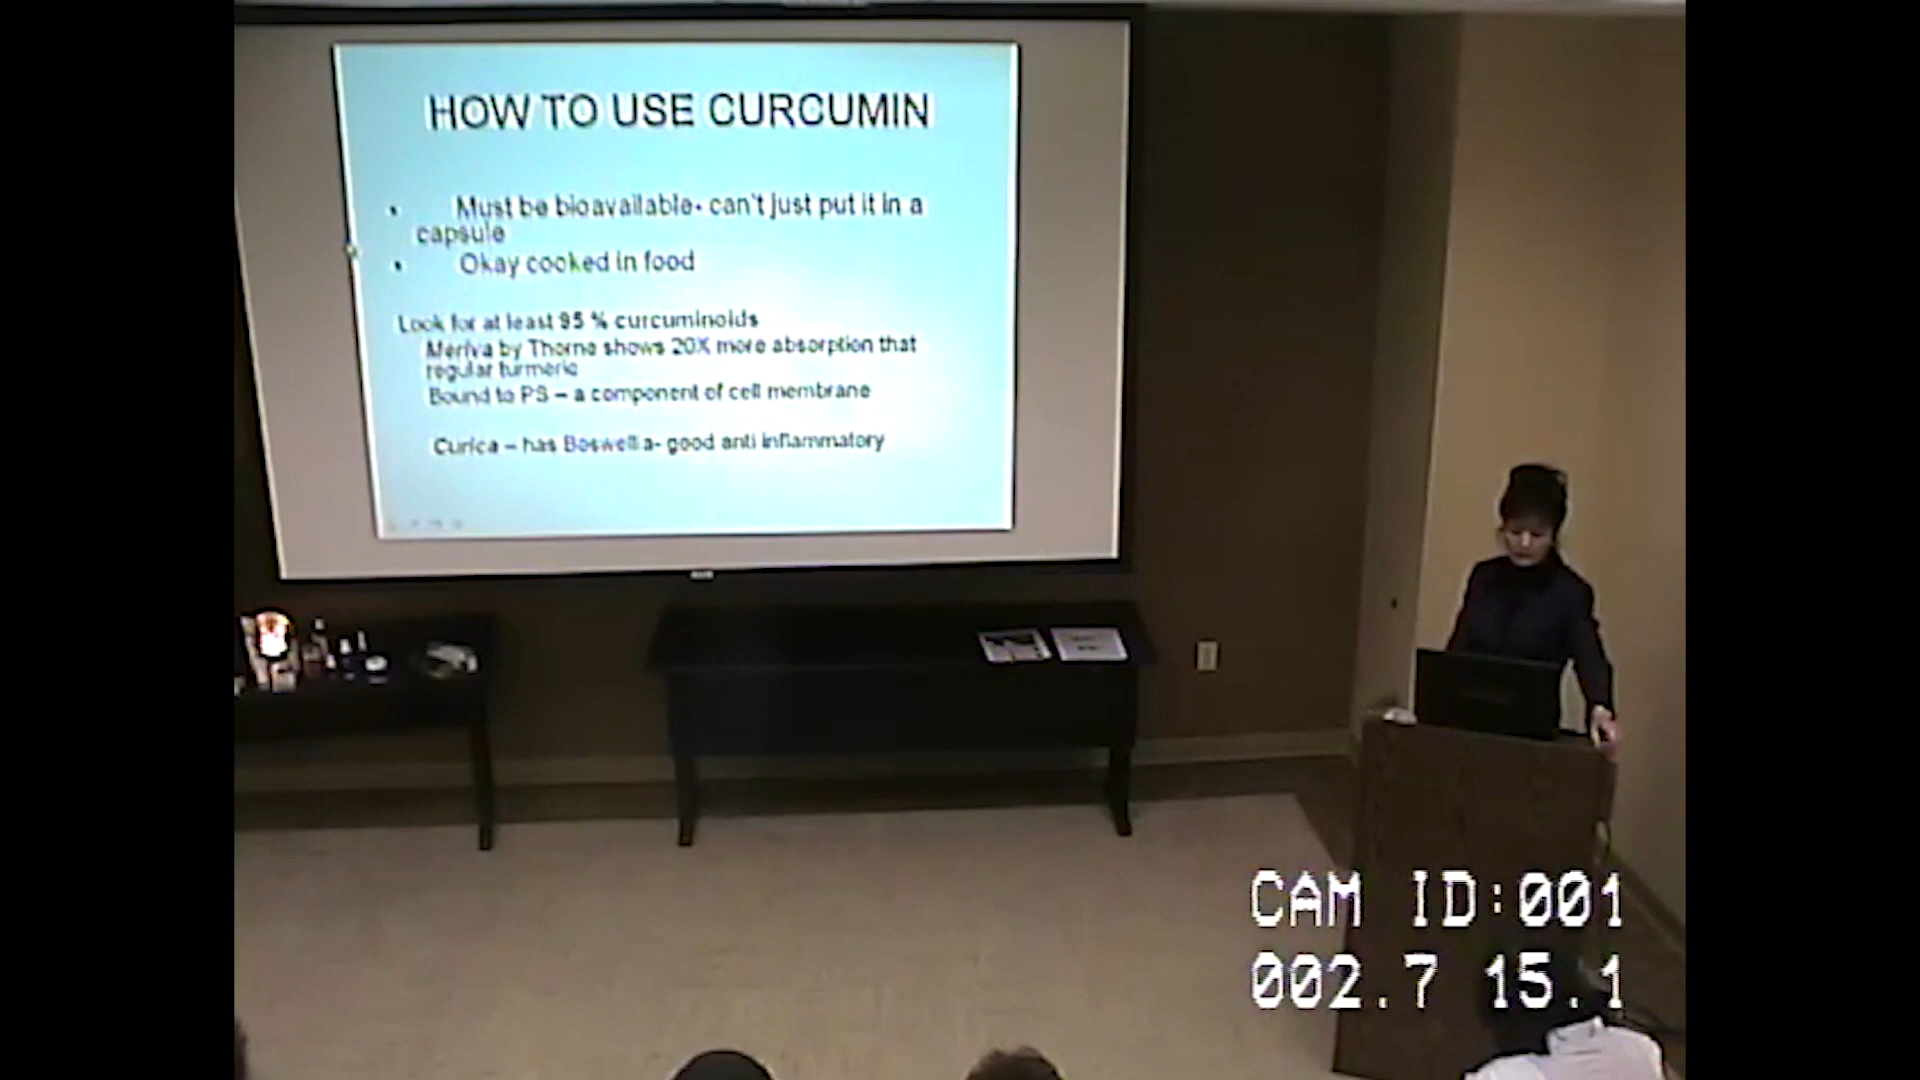 HOW TO USE CURCUMIN
• Must be bioavailable- can't just put it in a
capsule
• Okay cooked in food
Look for at least 95 % curcuminoids
Meriva by Thorne shows 20X more absorption that
regular turmeric
Bound to PS – a component of cell membrane
Curica – has Boswellia- good anti inflammatory
CAM ID:001
002.7 15.1